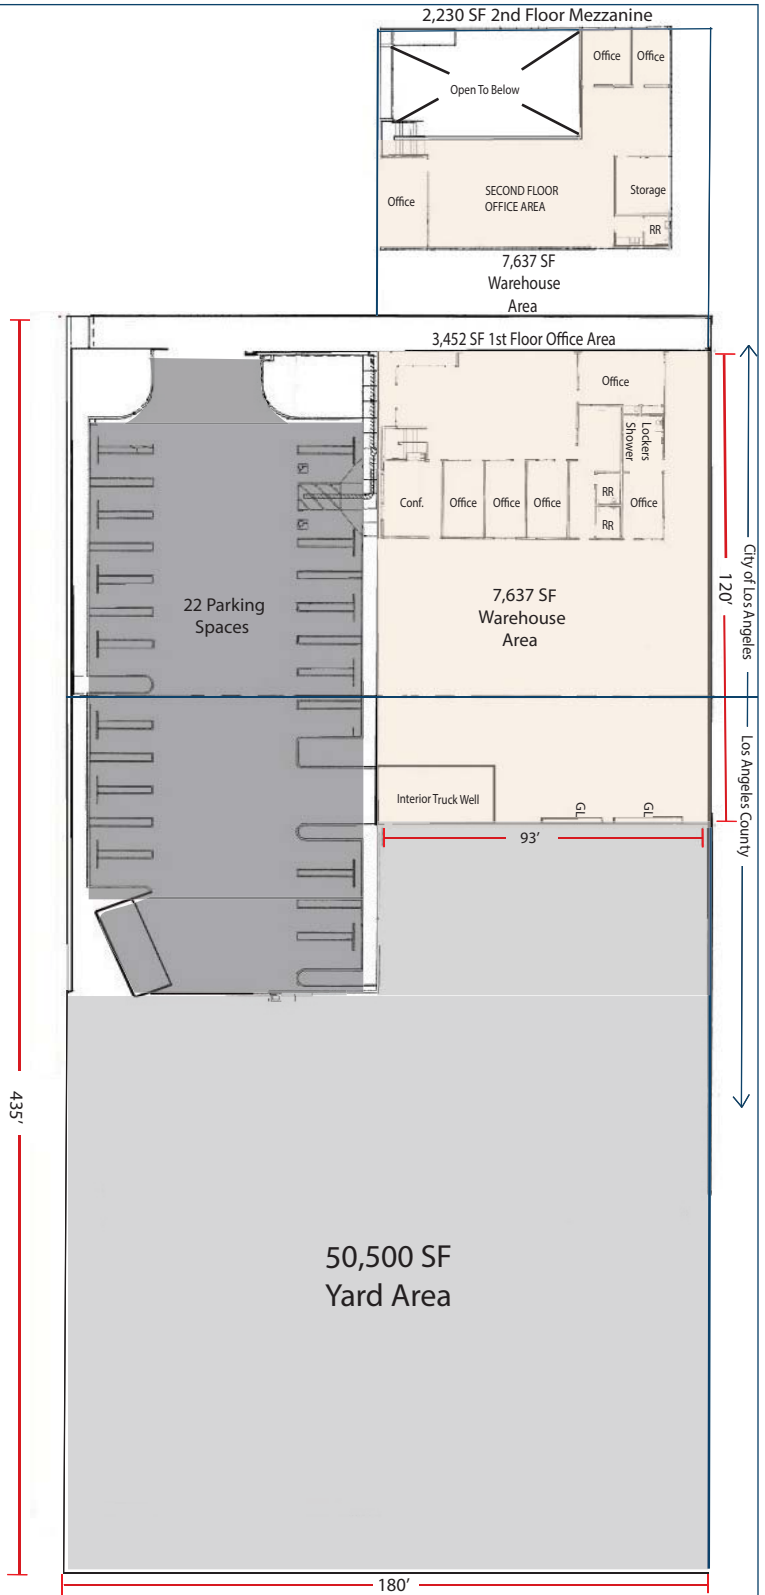 2,230 SF 2nd Floor Mezzanine
Office
Office
Open To Below
Office
SECOND FLOOR
OFFICE AREA
Storage
RR
7,637 SF
Warehouse
Area
3,452 SF 1st Floor Office Area
Office
Lockers
Shower
Conf.
Office
Office
Office
RR
RR
Office
22 Parking
Spaces
7,637 SF
Warehouse
Area
120’
City of Los Angeles
Los Angeles County
Interior Truck Well
GL
GL
93’
435’
50,500 SF
Yard Area
180’